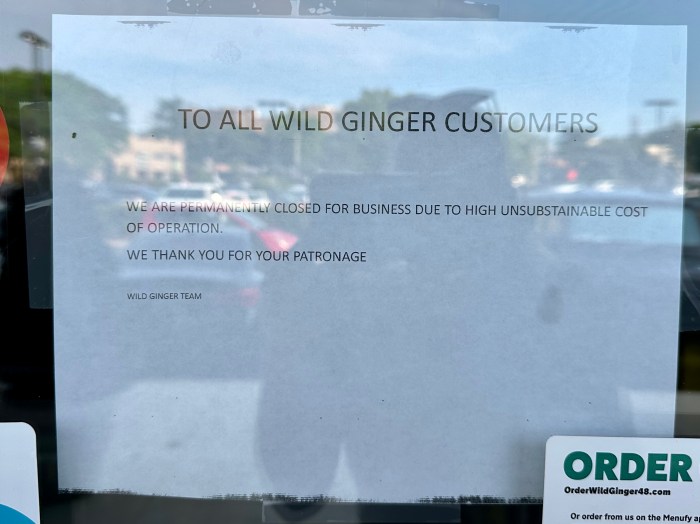 TO ALL WILD GINGER CUSTOMERS
WE ARE PERMANENTLY CLOSED FOR BUSINESS DUE TO HIGH UNSUBSTAINABLE COST
OF OPERATION.
WE THANK YOU FOR YOUR PATRONAGE
WILD GINGER TEAM
ORDER
OrderWildGinger48.com
Or order from us on the Menufy